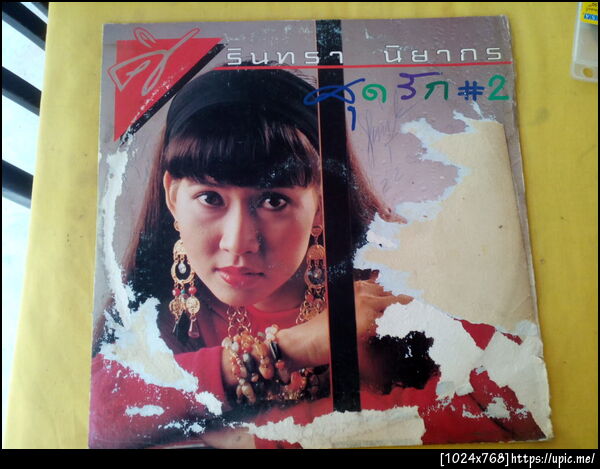 ศิ
รินทรา นิยากร
สุดรัก #2
[1024x768]https://upic.me/